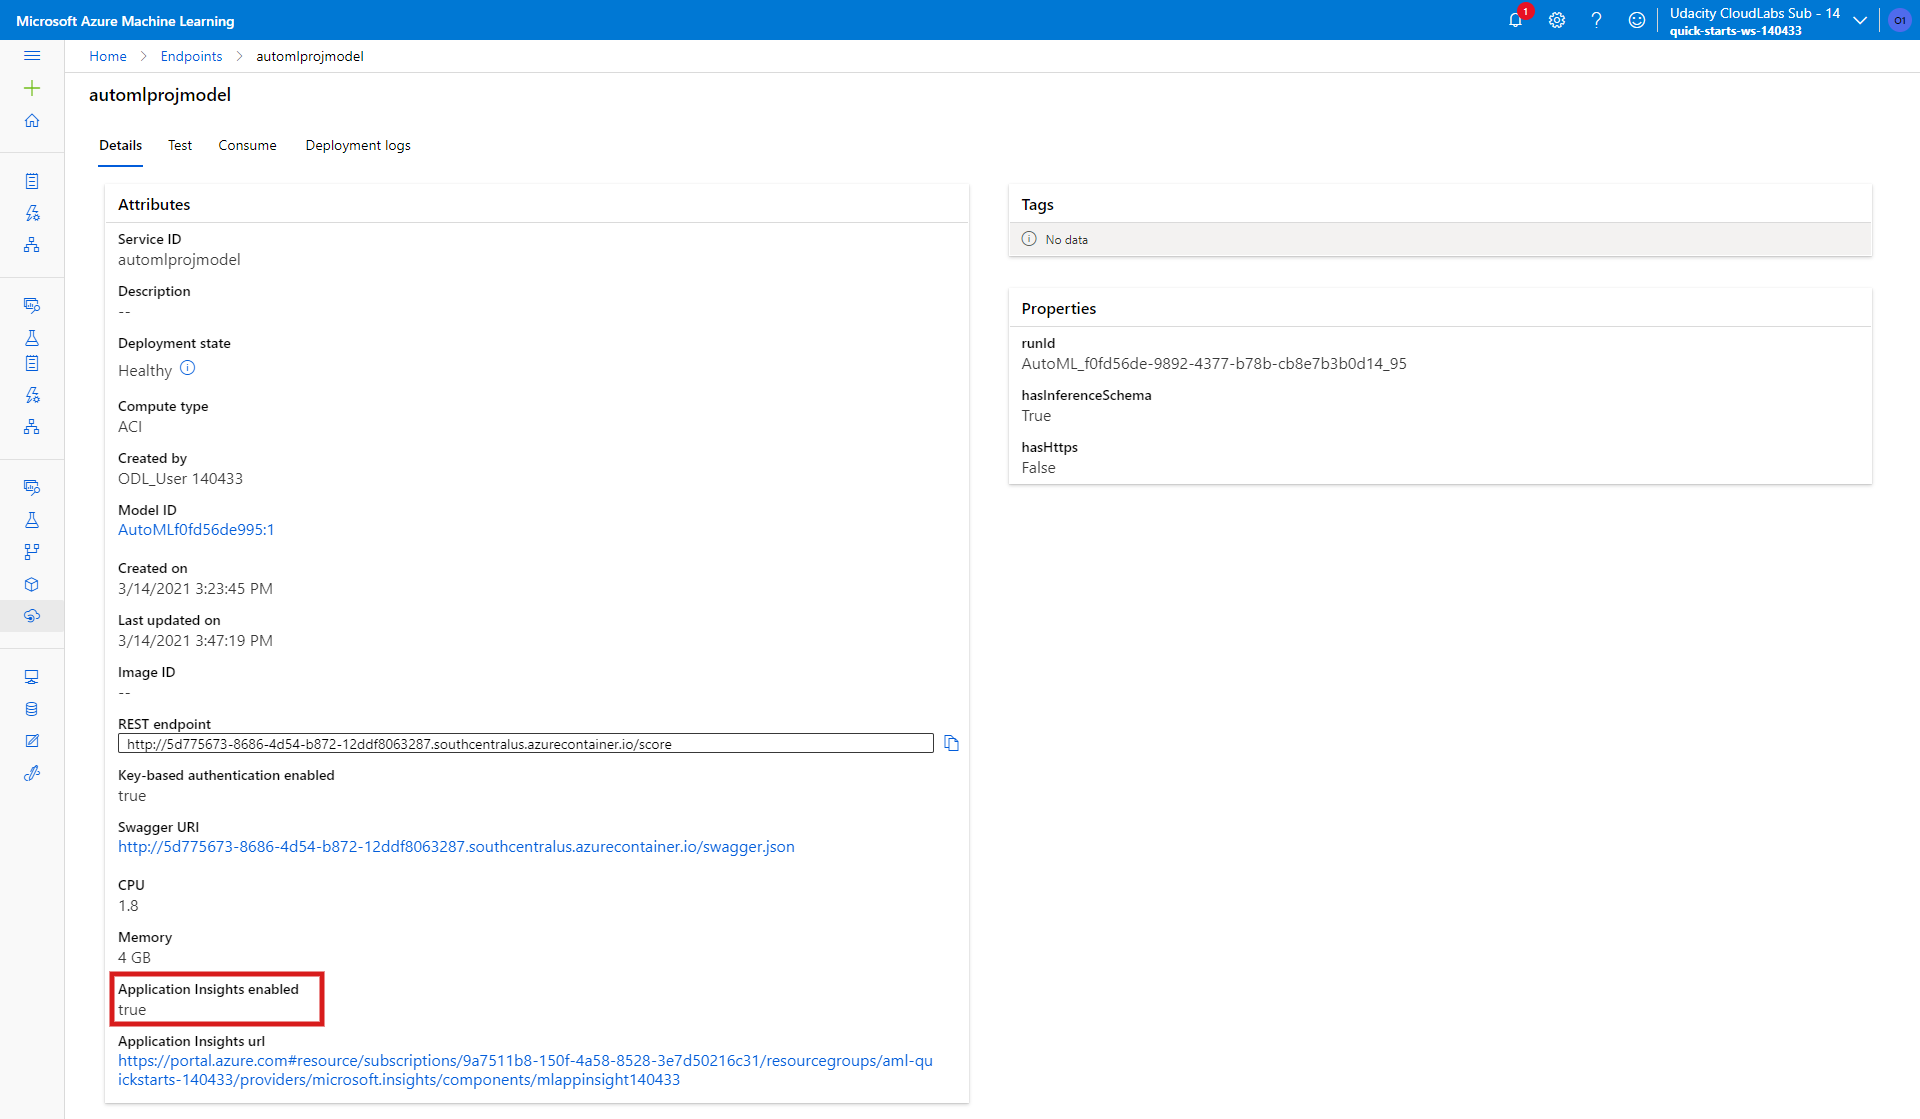 Microsoft Azure Machine Learning
1
Udacity CloudLabs Sub - 14
quick-starts-ws-140433
O1
Home > Endpoints > automlprojmodel
automlprojmodel
Details Test Consume Deployment logs
Attributes
Service ID
automlprojmodel
Description
--
Deployment state
Healthy
Compute type
ACI
Created by
ODL_User 140433
Model ID
AutoMLf0fd56de995:1
Created on
3/14/2021 3:23:45 PM
Last updated on
3/14/2021 3:47:19 PM
Image ID
--
REST endpoint
http://5d775673-8686-4d54-b872-12ddf8063287.southcentralus.azurecontainer.io/score
Key-based authentication enabled
true
Swagger URI
http://5d775673-8686-4d54-b872-12ddf8063287.southcentralus.azurecontainer.io/swagger.json
CPU
1.8
Memory
4 GB
Application Insights enabled
true
Application Insights url
https://portal.azure.com#resource/subscriptions/9a7511b8-150f-4a58-8528-3e7d50216c31/resourcegroups/aml-qu
ickstarts-140433/providers/microsoft.insights/components/mlappinsight140433
Tags
No data
Properties
runId
AutoML_f0fd56de-9892-4377-b78b-cb8e7b3b0d14_95
hasInferenceSchema
True
hasHttps
False